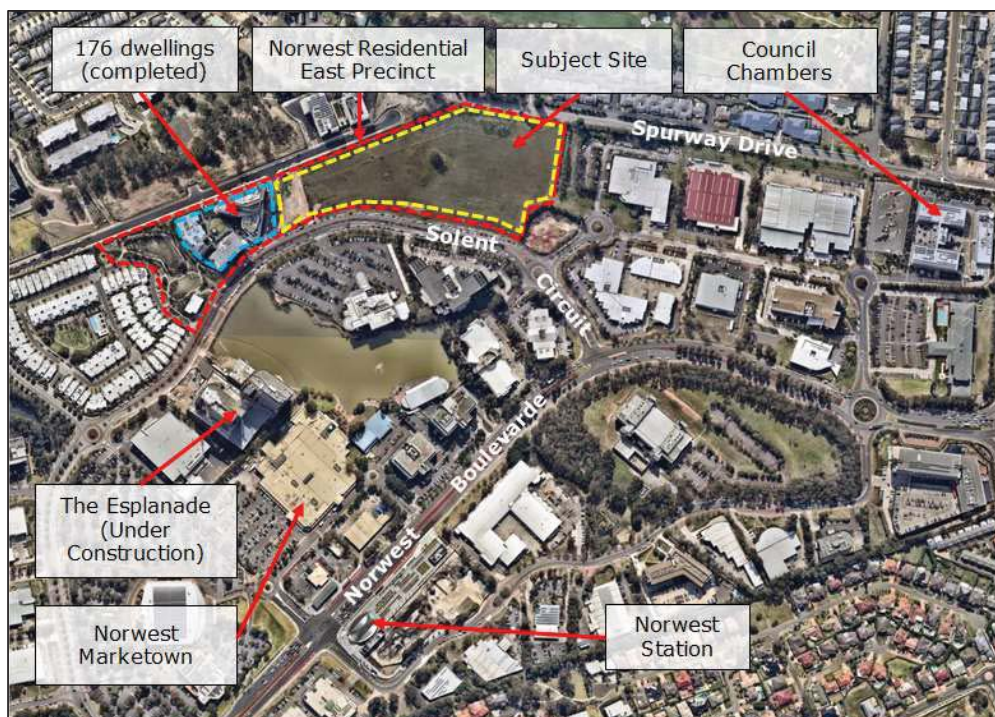 176 dwellings
(completed)
Norwest Residential
East Precinct
Subject Site
Council
Chambers
Spurway Drive
Solent
Circuit
Boulevarde
Norwest
The Esplanade
(Under
Construction)
Norwest
Marketown
Norwest
Station